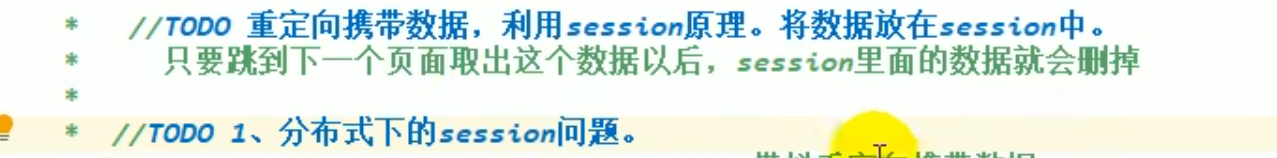 * //TODO 重定向携带数据，利用session原理。将数据放在session中。
* 只要跳到下一个页面取出这个数据以后，session里面的数据就会删掉
*
* //TODO 1、分布式下的session问题。